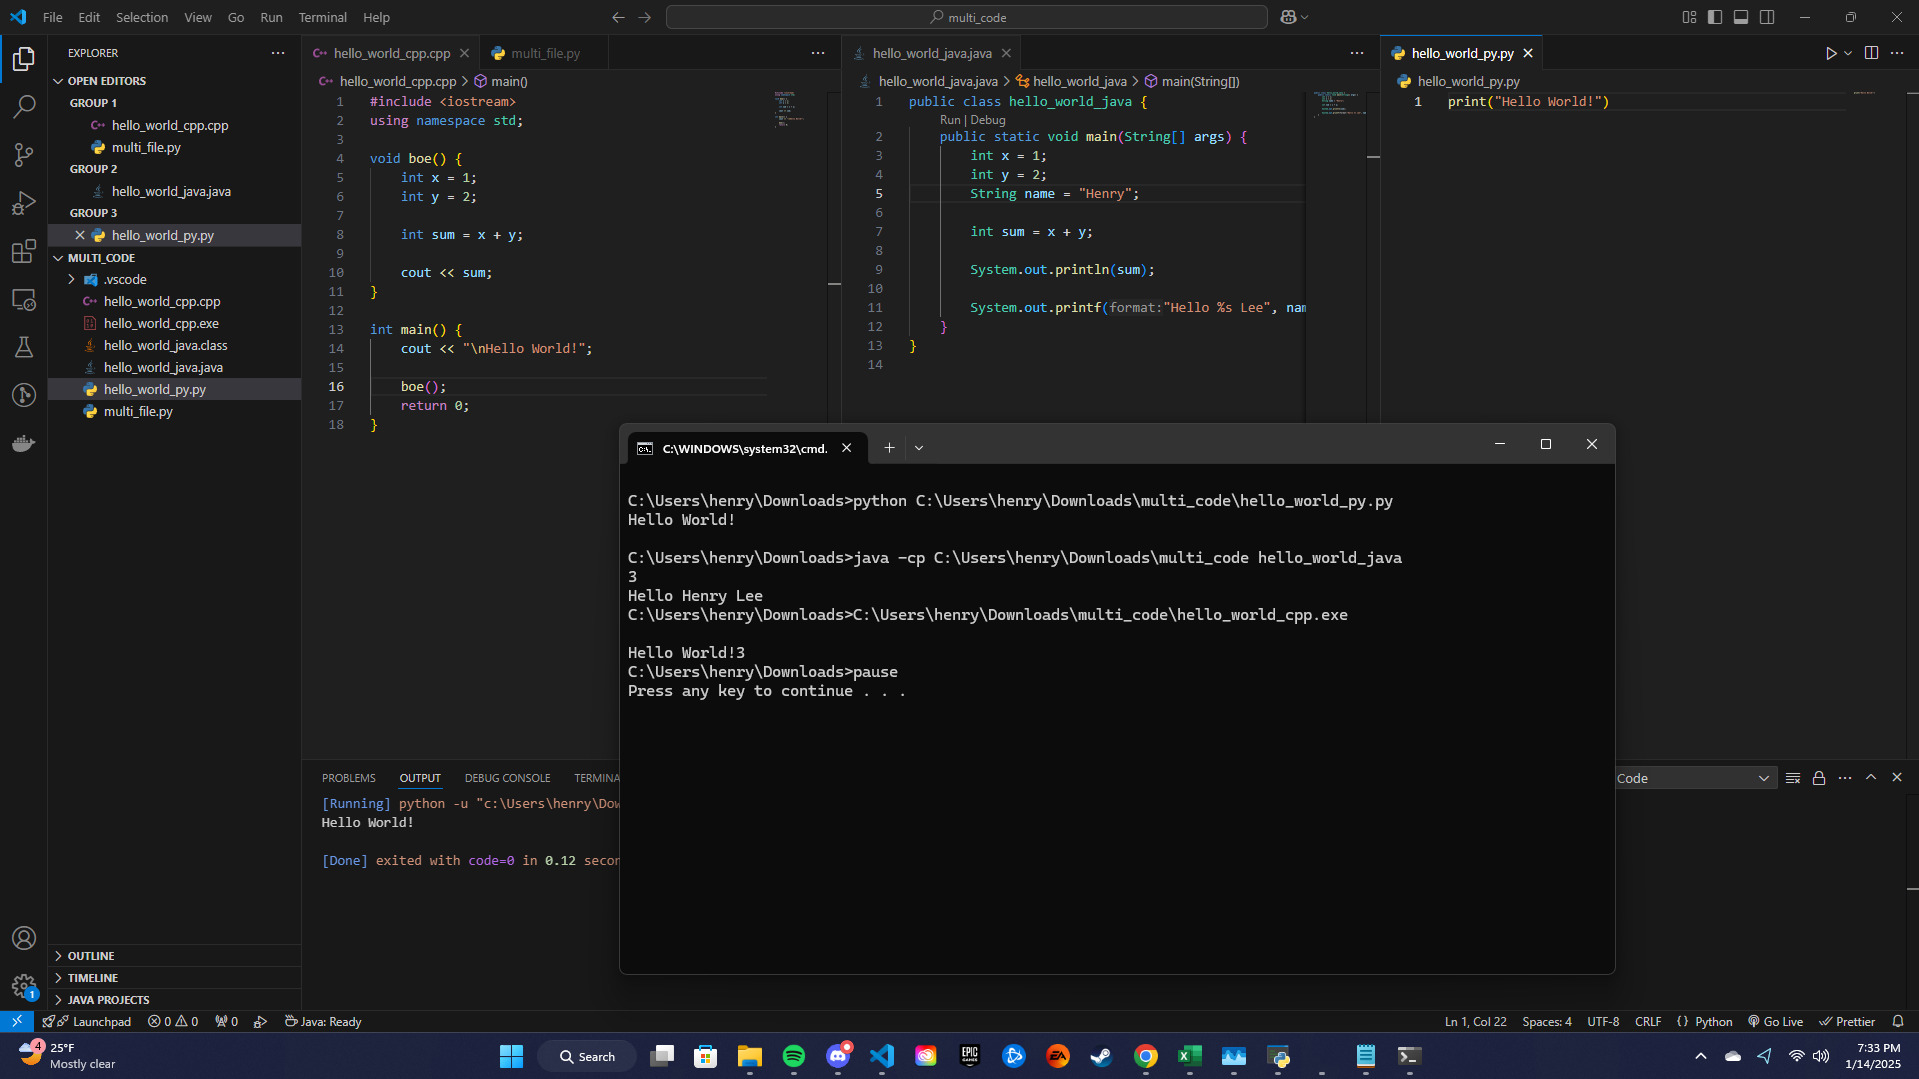 File Edit Selection View Go Run Terminal Help
multi_code
EXPLORER
OPEN EDITORS
GROUP 1
hello_world_cpp.cpp
multi_file.py
GROUP 2
hello_world_java.java
GROUP 3
hello_world_py.py
MULTI_CODE
.vscode
hello_world_cpp.cpp
hello_world_cpp.exe
hello_world_java.class
hello_world_java.java
hello_world_py.py
multi_file.py
OUTLINE
TIMELINE
JAVA PROJECTS
hello_world_cpp.cpp multi_file.py
hello_world_cpp.cpp > main()
1 #include <iostream>
2 using namespace std;
3
4 void boe() {
5 int x = 1;
6 int y = 2;
7
8 int sum = x + y;
9
10 cout << sum;
11 }
12
13 int main() {
14 cout << "\nHello World!";
15
16 boe();
17 return 0;
18 }
hello_world_java.java
hello_world_java.java > hello_world_java > main(String[])
1 public class hello_world_java {
Run | Debug
2 public static void main(String[] args) {
3 int x = 1;
4 int y = 2;
5 String name = "Henry";
6
7 int sum = x + y;
8
9 System.out.println(sum);
10
11 System.out.printf(format:"Hello %s Lee", nam
12 }
13 }
14
hello_world_py.py
hello_world_py.py
1 print("Hello World!")
C:\WINDOWS\system32\cmd.
C:\Users\henry\Downloads>python C:\Users\henry\Downloads\multi_code\hello_world_py.py
Hello World!
C:\Users\henry\Downloads>java -cp C:\Users\henry\Downloads\multi_code hello_world_java
3
Hello Henry Lee
C:\Users\henry\Downloads>C:\Users\henry\Downloads\multi_code\hello_world_cpp.exe
Hello World!3
C:\Users\henry\Downloads>pause
Press any key to continue . . .
PROBLEMS OUTPUT DEBUG CONSOLE TERMINA
Code
[Running] python -u "c:\Users\henry\Dow
Hello World!
[Done] exited with code=0 in 0.12 secon
1
Launchpad 0 0 0 Java: Ready
Ln 1, Col 22 Spaces: 4 UTF-8 CRLF {} Python Go Live Prettier
4
25°F
Mostly clear
Search
EPIC GAMES
EA
7:33 PM
1/14/2025